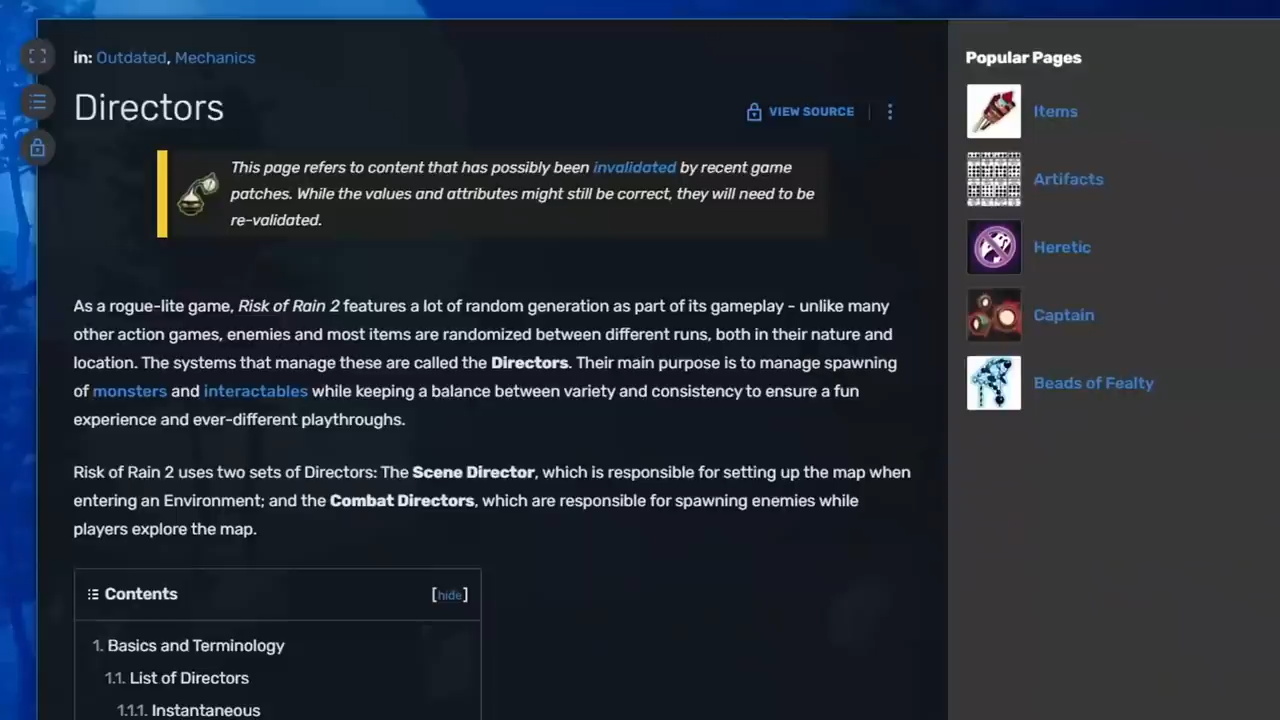 in: Outdated, Mechanics
Directors
VIEW SOURCE
This page refers to content that has possibly been invalidated by recent game
patches. While the values and attributes might still be correct, they will need to be
re-validated.
As a rogue-lite game, Risk of Rain 2 features a lot of random generation as part of its gameplay - unlike many
other action games, enemies and most items are randomized between different runs, both in their nature and
location. The systems that manage these are called the Directors. Their main purpose is to manage spawning
of monsters and interactables while keeping a balance between variety and consistency to ensure a fun
experience and ever-different playthroughs.
Risk of Rain 2 uses two sets of Directors: The Scene Director, which is responsible for setting up the map when
entering an Environment; and the Combat Directors, which are responsible for spawning enemies while
players explore the map.
Contents [hide]
1. Basics and Terminology
1.1. List of Directors
1.1.1. Instantaneous
Popular Pages
Items
Artifacts
Heretic
Captain
Beads of Fealty